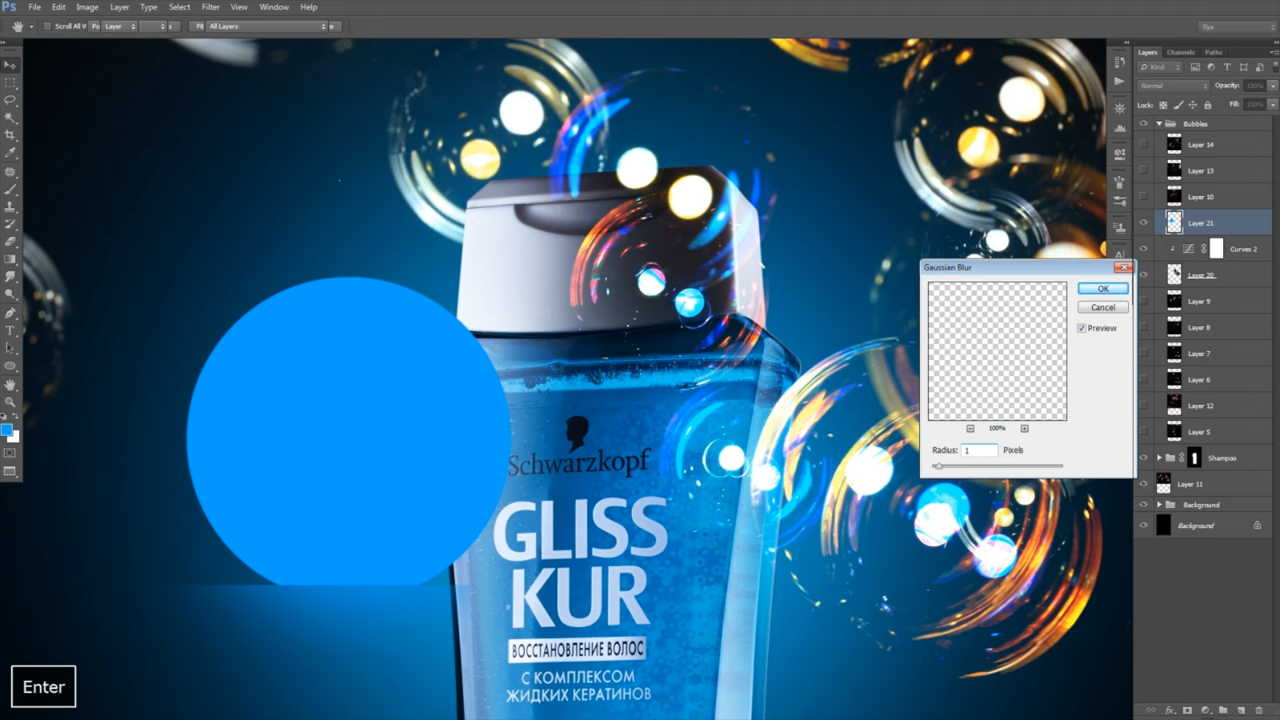 Ps File Edit Image Layer Type Select Filter View Window Help
Scroll All W Layer All Layers Ilya
Layers Channels Paths
Kind
Normal Opacity: 100%
Lock: Fill: 100%
Bubbles
Layer 14
Layer 13
Layer 10
Layer 21
Curves 2
Layer 20
Layer 9
Layer 8
Layer 7
Layer 6
Layer 12
Layer 5
Shampoo
Layer 11
Background
Background
Gaussian Blur
OK
Cancel
Preview
100%
Radius: 1 Pixels
Schwarzkopf
GLISS
KUR
ВОССТАНОВЛЕНИЕ ВОЛОС
С КОМПЛЕКСОМ
ЖИДКИХ КЕРАТИНОВ
Enter